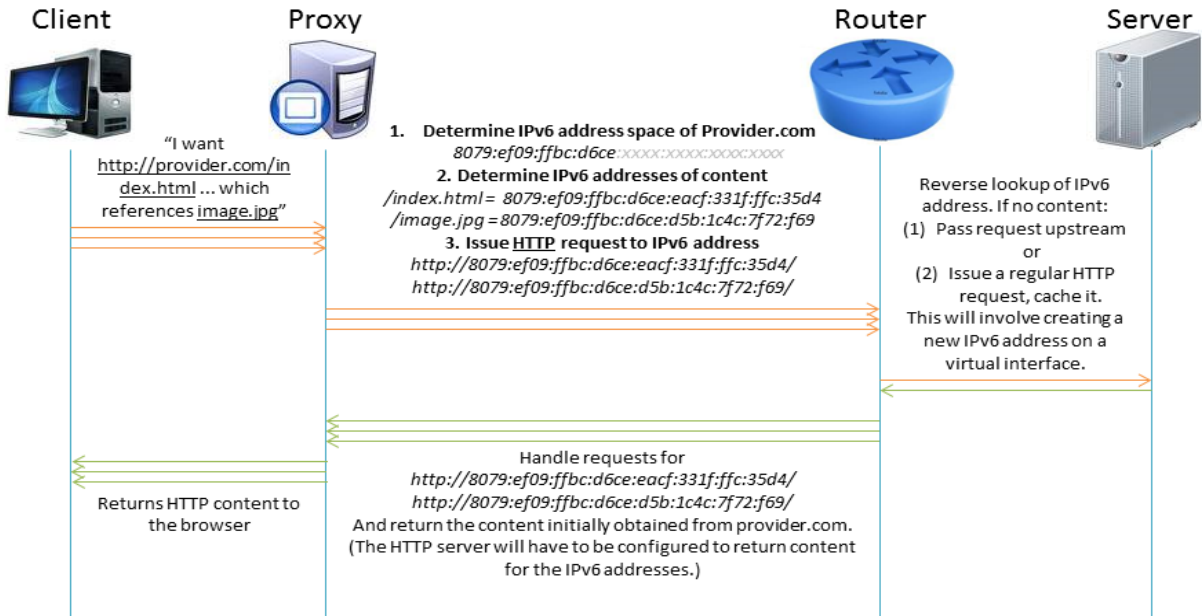 Client
Proxy
Router
Server
“I want
http://provider.com/in
dex.html ... which
references image.jpg”
1. Determine IPv6 address space of Provider.com
8079:ef09:ffbc:d6ce:xxxx:xxxx:xxxx:xxxx
2. Determine IPv6 addresses of content
/index.html = 8079:ef09:ffbc:d6ce:eacf:331f:ffc:35d4
/image.jpg =8079:ef09:ffbc:d6ce:d5b:1c4c:7f72:f69
3. Issue HTTP request to IPv6 address
http://8079:ef09:ffbc:d6ce:eacf:331f:ffc:35d4/
http://8079:ef09:ffbc:d6ce:d5b:1c4c:7f72:f69/
Reverse lookup of IPv6
address. If no content:
(1) Pass request upstream
or
(2) Issue a regular HTTP
request, cache it.
This will involve creating a
new IPv6 address on a
virtual interface.
Handle requests for
http://8079:ef09:ffbc:d6ce:eacf:331f:ffc:35d4/
http://8079:ef09:ffbc:d6ce:d5b:1c4c:7f72:f69/
And return the content initially obtained from provider.com.
(The HTTP server will have to be configured to return content
for the IPv6 addresses.)
Returns HTTP content to
the browser